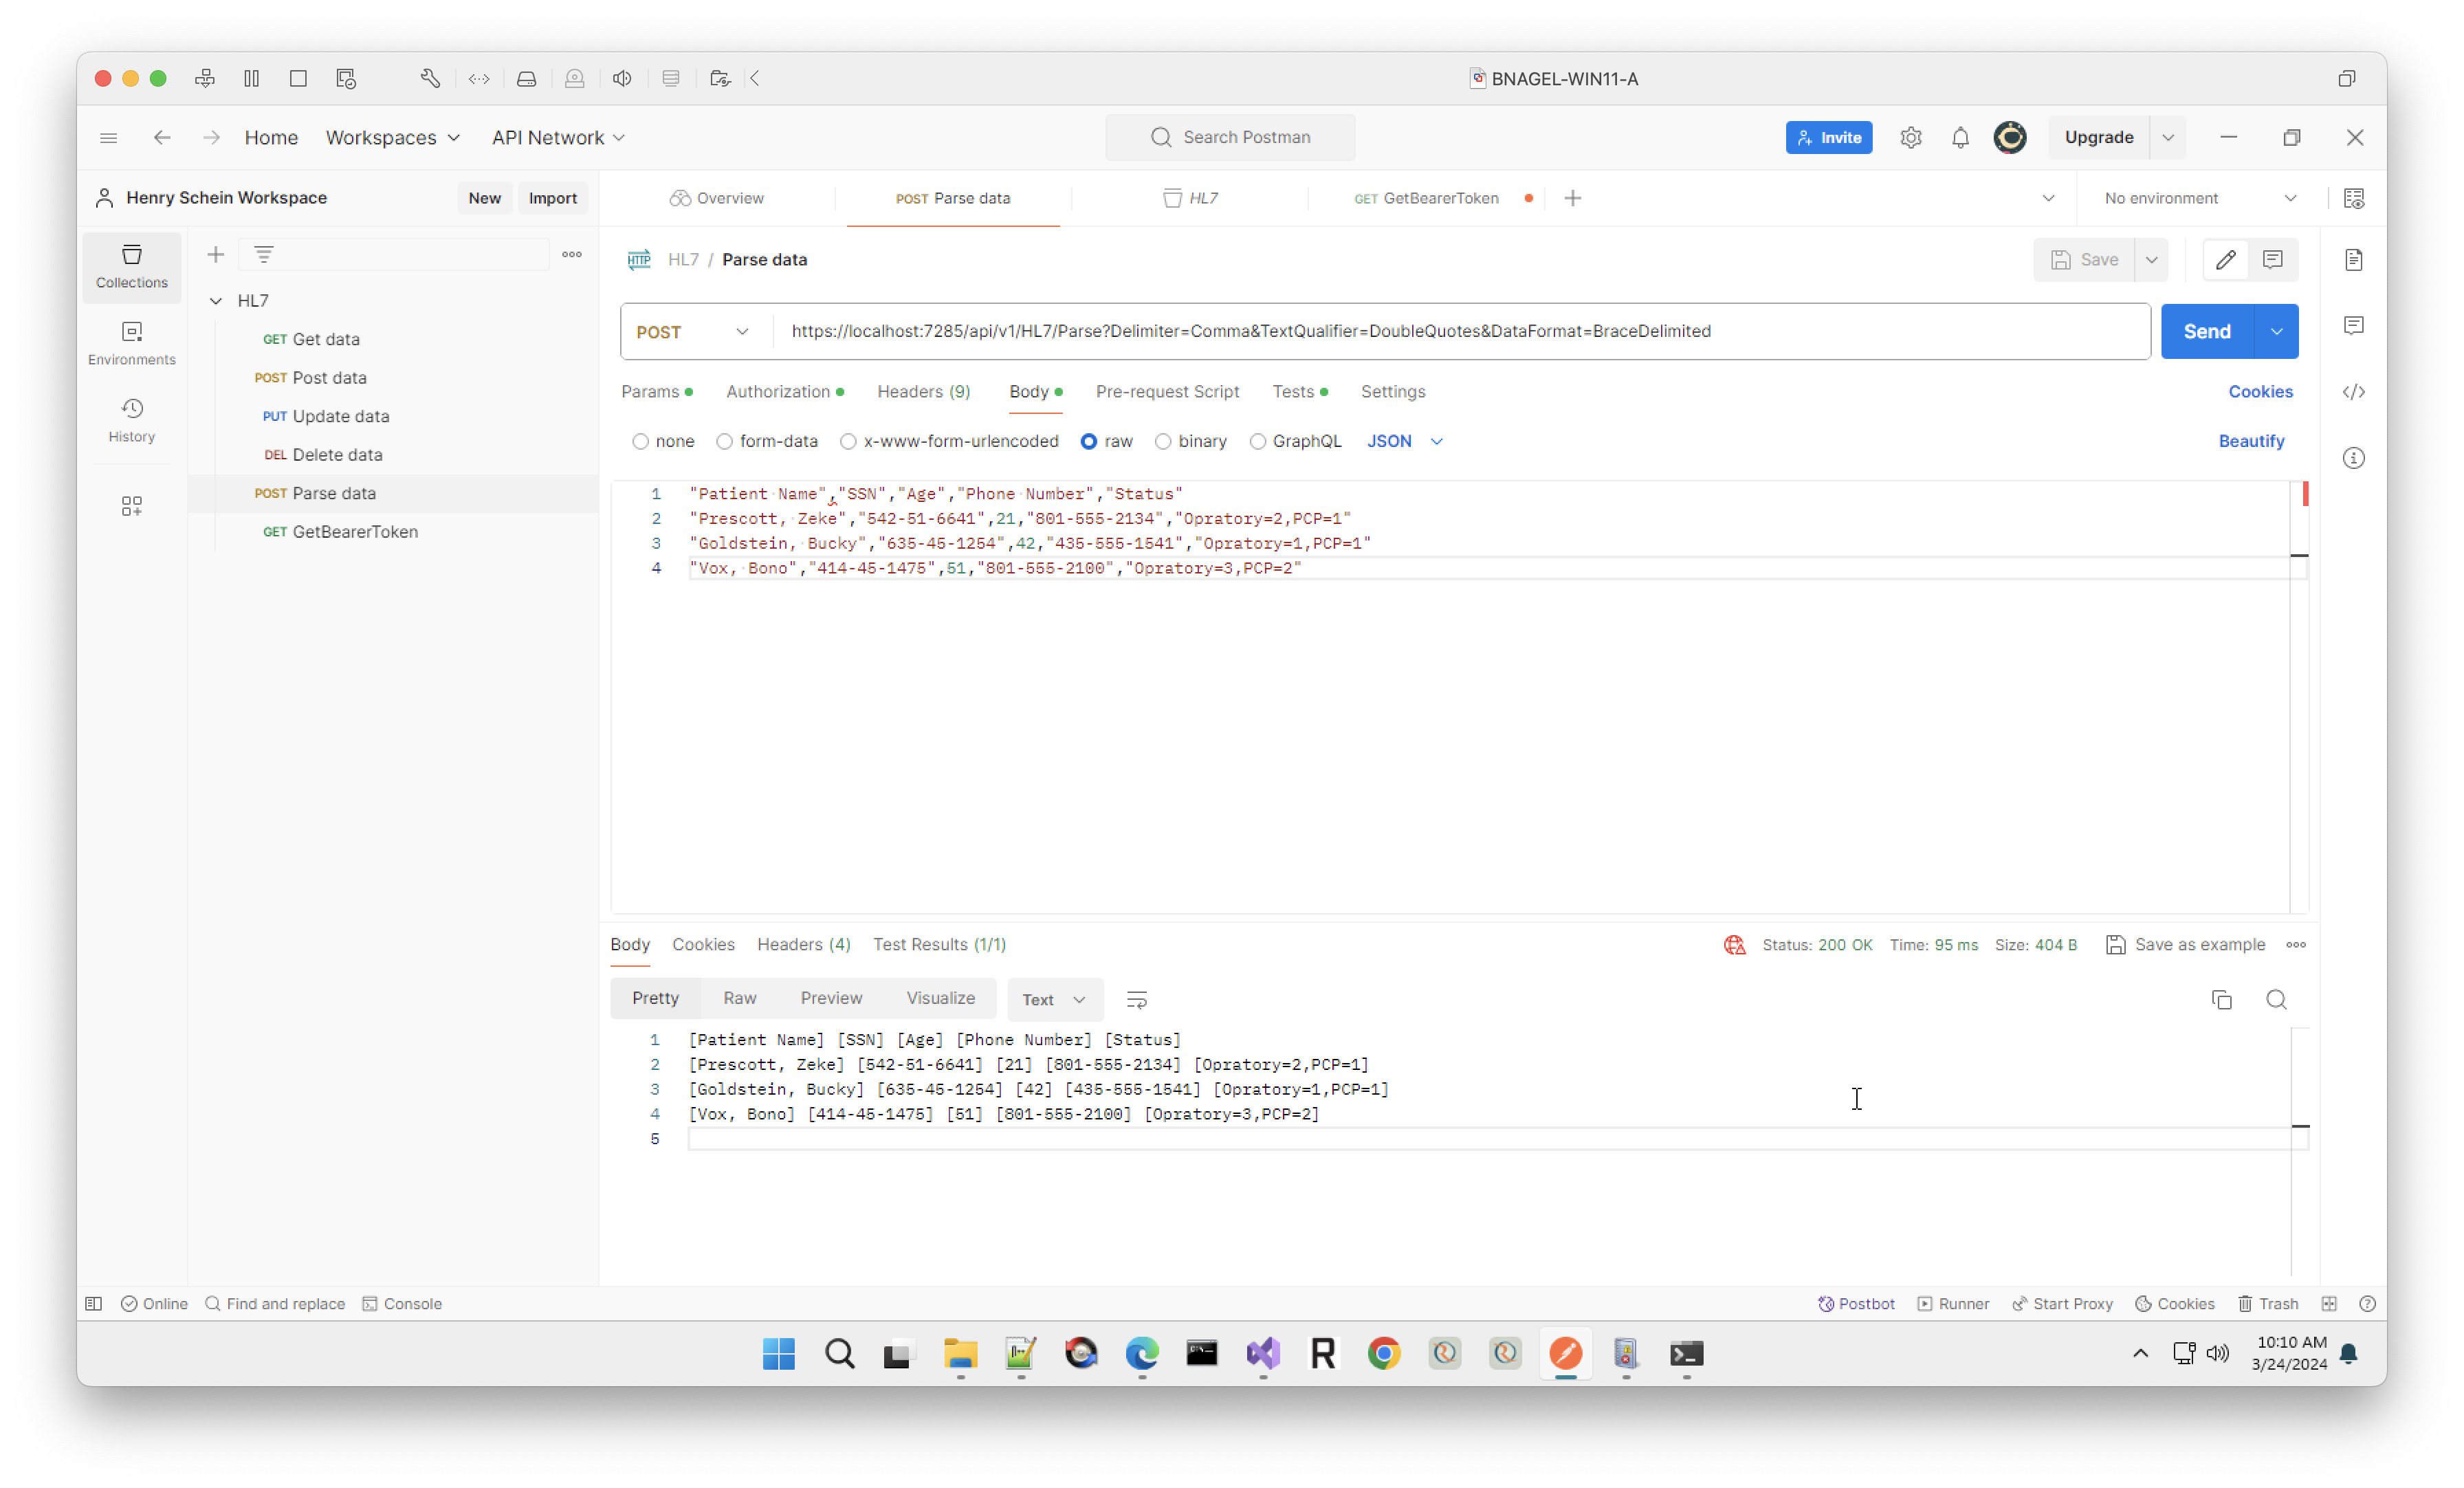 BNAGEL-WIN11-A
Home Workspaces API Network Search Postman Invite Upgrade
Henry Schein Workspace New Import Overview POST Parse data HL7 GET GetBearerToken No environment
Collections
Environments
History
HL7
GET Get data
POST Post data
PUT Update data
DEL Delete data
POST Parse data
GET GetBearerToken
HTTP HL7 / Parse data Save
POST https://localhost:7285/api/v1/HL7/Parse?Delimiter=Comma&TextQualifier=DoubleQuotes&DataFormat=BraceDelimited Send
Params Authorization Headers (9) Body Pre-request Script Tests Settings Cookies
none form-data x-www-form-urlencoded raw binary GraphQL JSON Beautify
1 "Patient Name","SSN","Age","Phone Number","Status"
2 "Prescott, Zeke","542-51-6641",21,"801-555-2134","Opratory=2,PCP=1"
3 "Goldstein, Bucky","635-45-1254",42,"435-555-1541","Opratory=1,PCP=1"
4 "Vox, Bono","414-45-1475",51,"801-555-2100","Opratory=3,PCP=2"
Body Cookies Headers (4) Test Results (1/1) Status: 200 OK Time: 95 ms Size: 404 B Save as example
Pretty Raw Preview Visualize Text
1 [Patient Name] [SSN] [Age] [Phone Number] [Status]
2 [Prescott, Zeke] [542-51-6641] [21] [801-555-2134] [Opratory=2,PCP=1]
3 [Goldstein, Bucky] [635-45-1254] [42] [435-555-1541] [Opratory=1,PCP=1]
4 [Vox, Bono] [414-45-1475] [51] [801-555-2100] [Opratory=3,PCP=2]
5
Online Find and replace Console Postbot Runner Start Proxy Cookies Trash
R
10:10 AM
3/24/2024